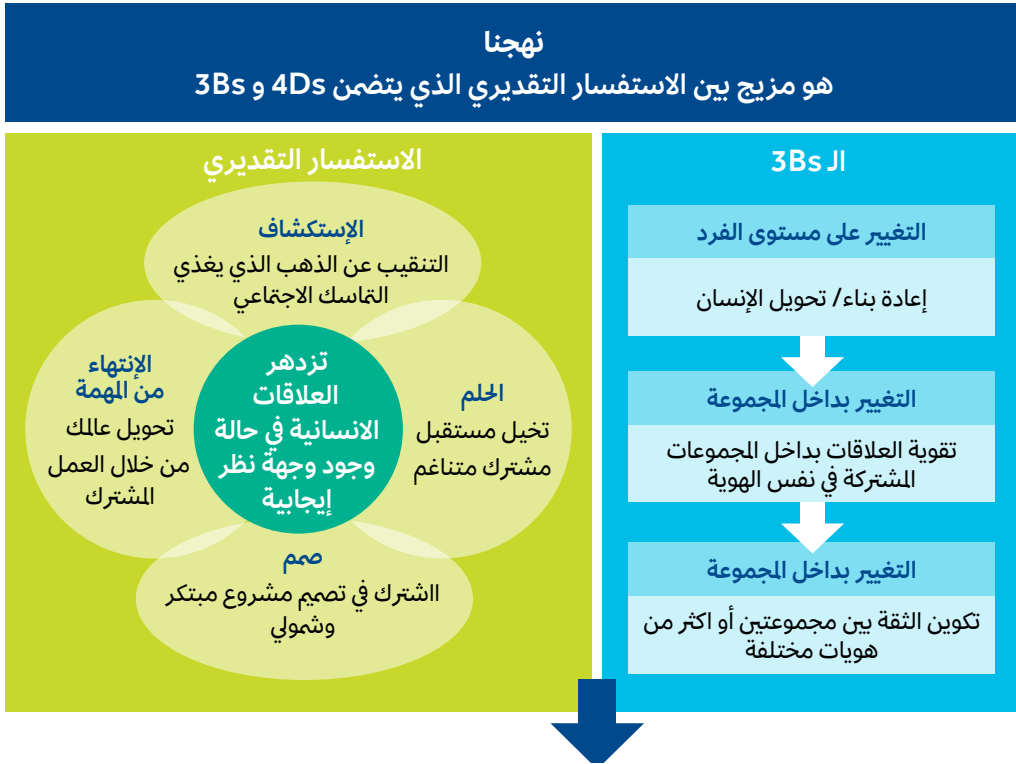 نهجنا
هو مزيج بين الاستفسار التقديري الذي يتضمن 4Ds و 3Bs
الـ 3Bs
التغيير على مستوى الفرد
إعادة بناء/ تحويل الإنسان
التغيير بداخل المجموعة
تقوية العلاقات بداخل المجموعات
المشتركة في نفس الهوية
التغيير بداخل المجموعة
تكوين الثقة بين مجموعتين أو اكثر من
هويات مختلفة
الاستفسار التقديري
الإستكشاف
التنقيب عن الذهب الذي يغذي
التماسك الاجتماعي
الحلم
تخيل مستقبل
مشترك متناغم
صمم
ااشترك في تصميم مشروع مبتكر
وشمولي
الإنتهاء
من المهمة
تحويل عالمك
من خلال العمل
المشترك
تزدهر
العلاقات
الانسانية في حالة
وجود وجهة نظر
إيجابية